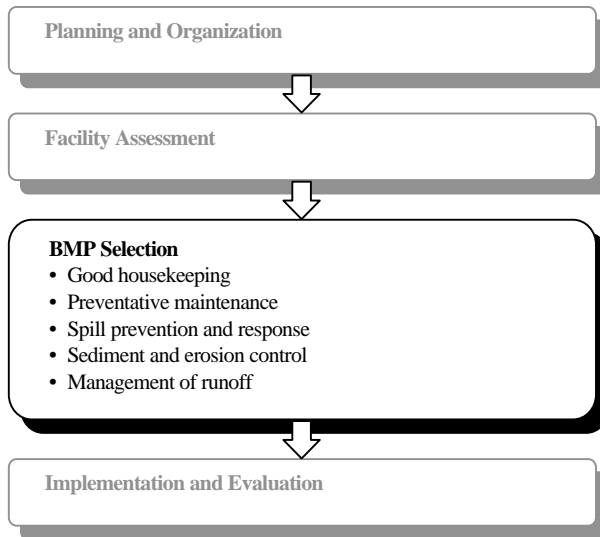 Planning and Organization
Facility Assessment
BMP Selection
• Good housekeeping
• Preventative maintenance
• Spill prevention and response
• Sediment and erosion control
• Management of runoff
Implementation and Evaluation